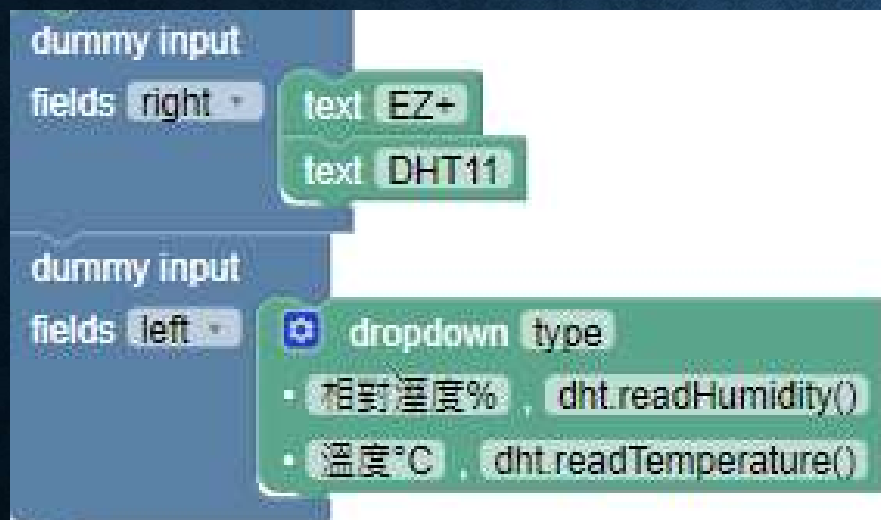 dummy input
fields right text EZ+
text DHT11
dummy input
fields left dropdown type
相對溼度% , dht.readHumidity()
溫度°C , dht.readTemperature()